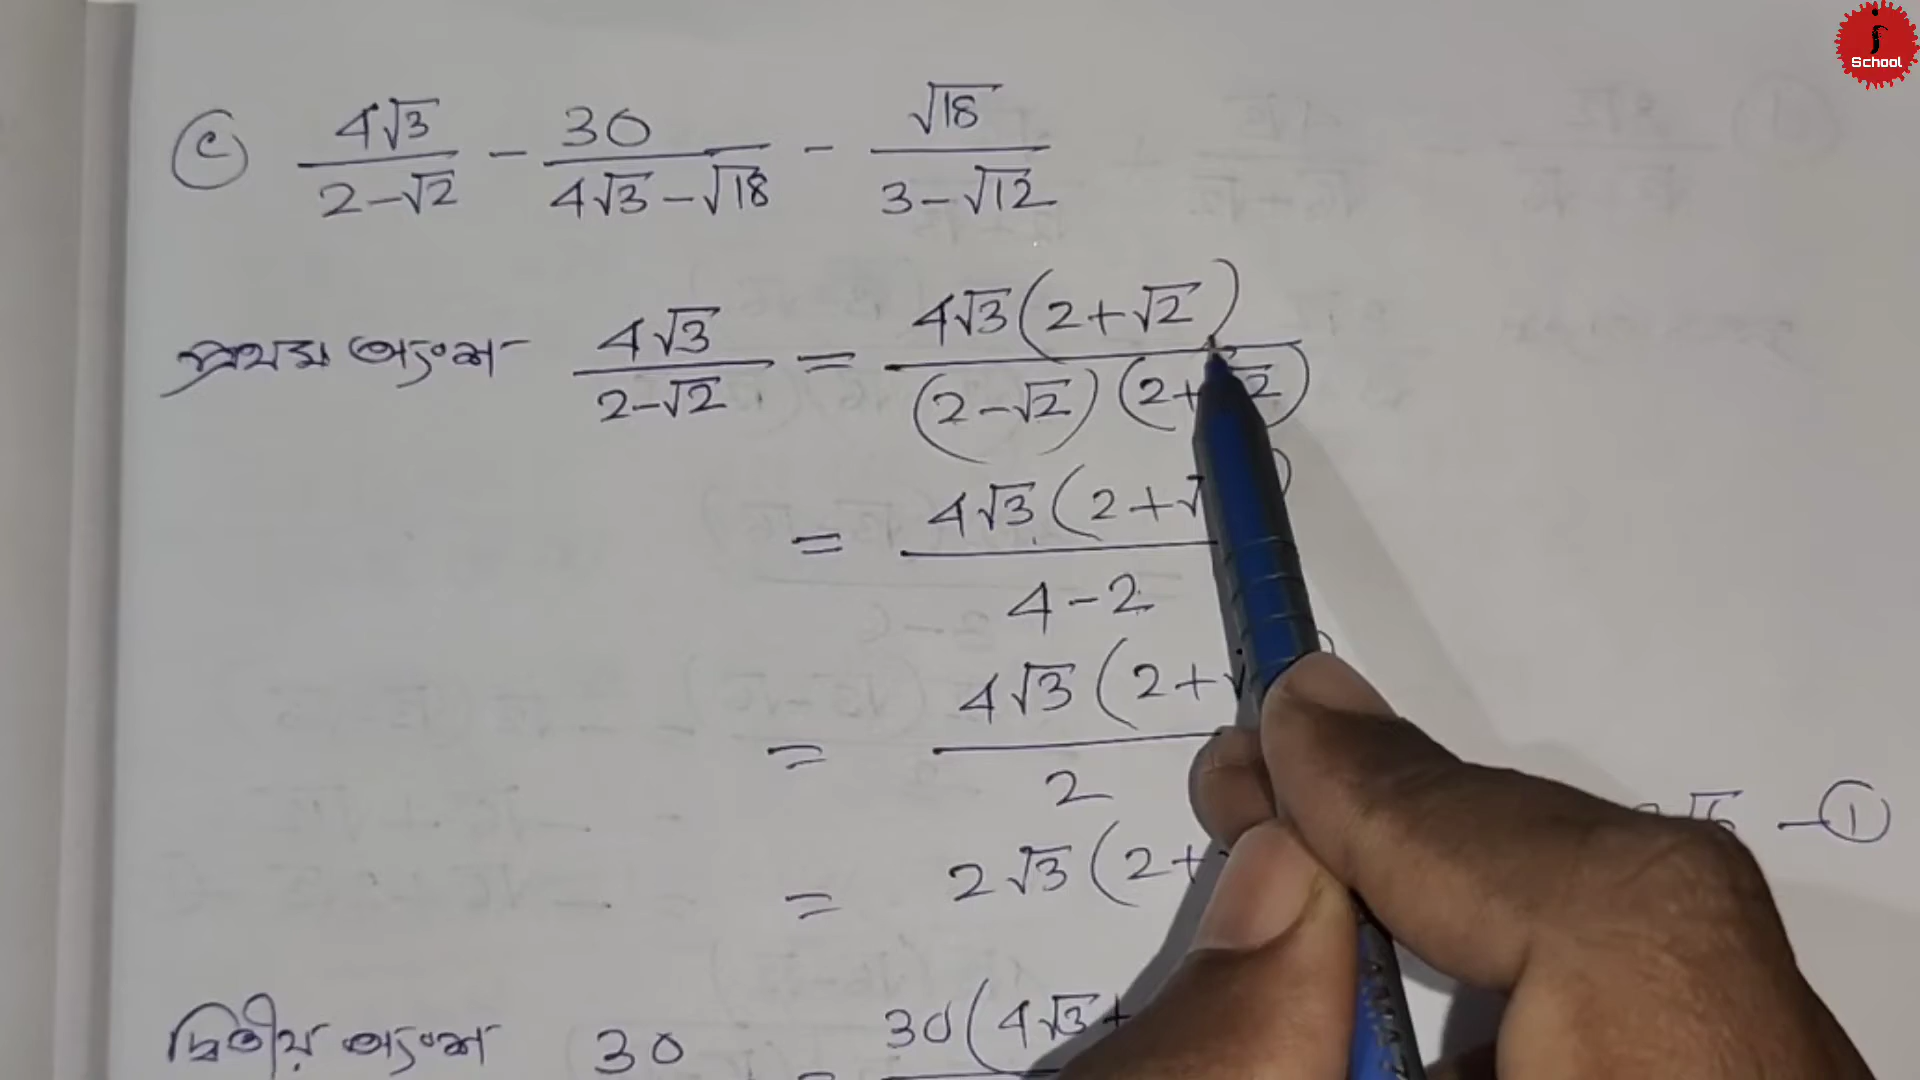 ⓒ 4√3/(2-√2) - 30/(4√3-√18) - √18/(3-√12)
প্রথম অংশ 4√3/(2-√2) = 4√3(2+√2)/(2-√2)(2+√2)
= 4√3(2+√ )/(4-2)
= 4√3(2+√ )/2
√6 —①
= 2√3(2+
দ্বিতীয় অংশ 30 = 30(4√3+
School